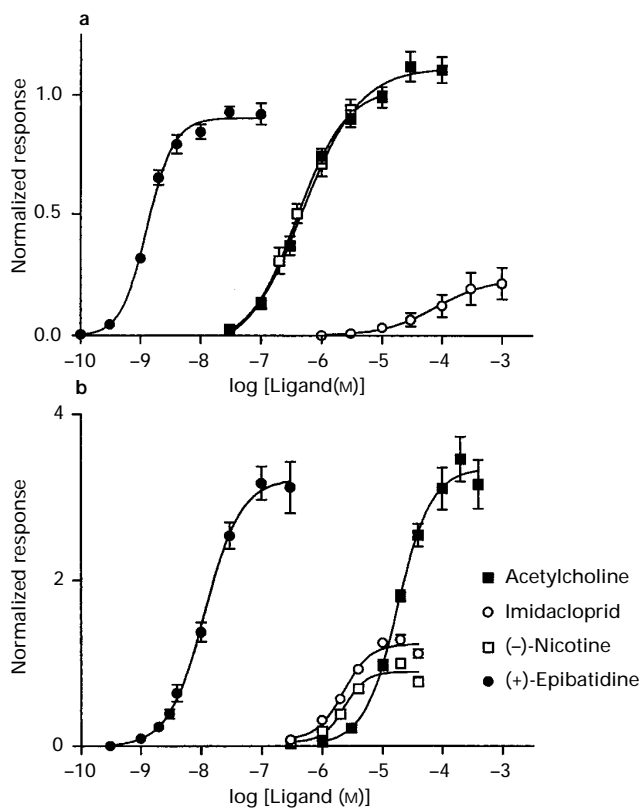 a
Normalized response
1.0
0.5
0.0
–10 –9 –8 –7 –6 –5 –4 –3
log [Ligand(M)]
b
Normalized response
4
2
0
–10 –9 –8 –7 –6 –5 –4 –3
log [Ligand (M)]
Acetylcholine
Imidacloprid
(–)-Nicotine
(+)-Epibatidine